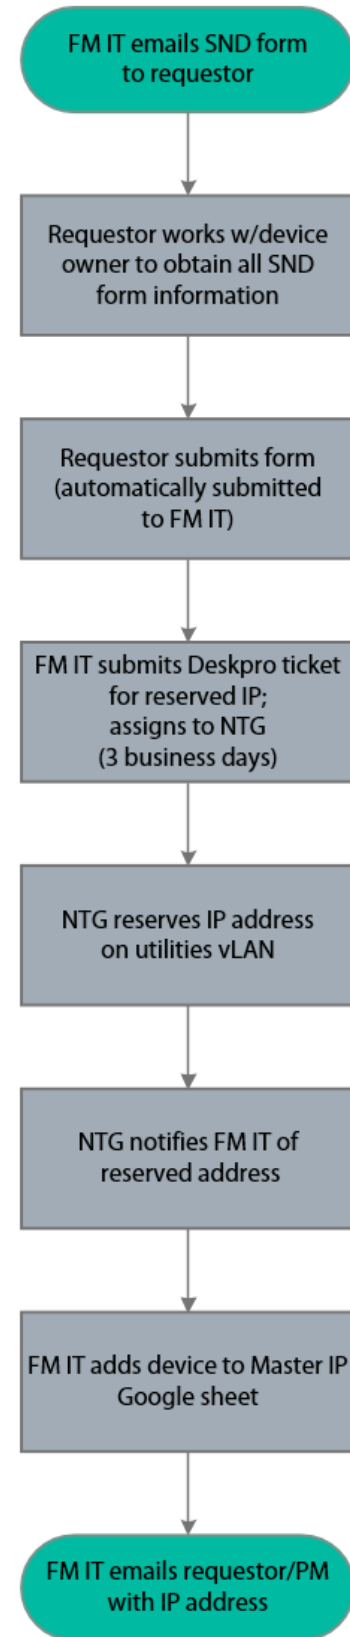 FM IT emails SND form
to requestor
Requestor works w/device
owner to obtain all SND
form information
Requestor submits form
(automatically submitted
to FM IT)
FM IT submits Deskpro ticket
for reserved IP;
assigns to NTG
(3 business days)
NTG reserves IP address
on utilities vLAN
NTG notifies FM IT of
reserved address
FM IT adds device to Master IP
Google sheet
FM IT emails requestor/PM
with IP address